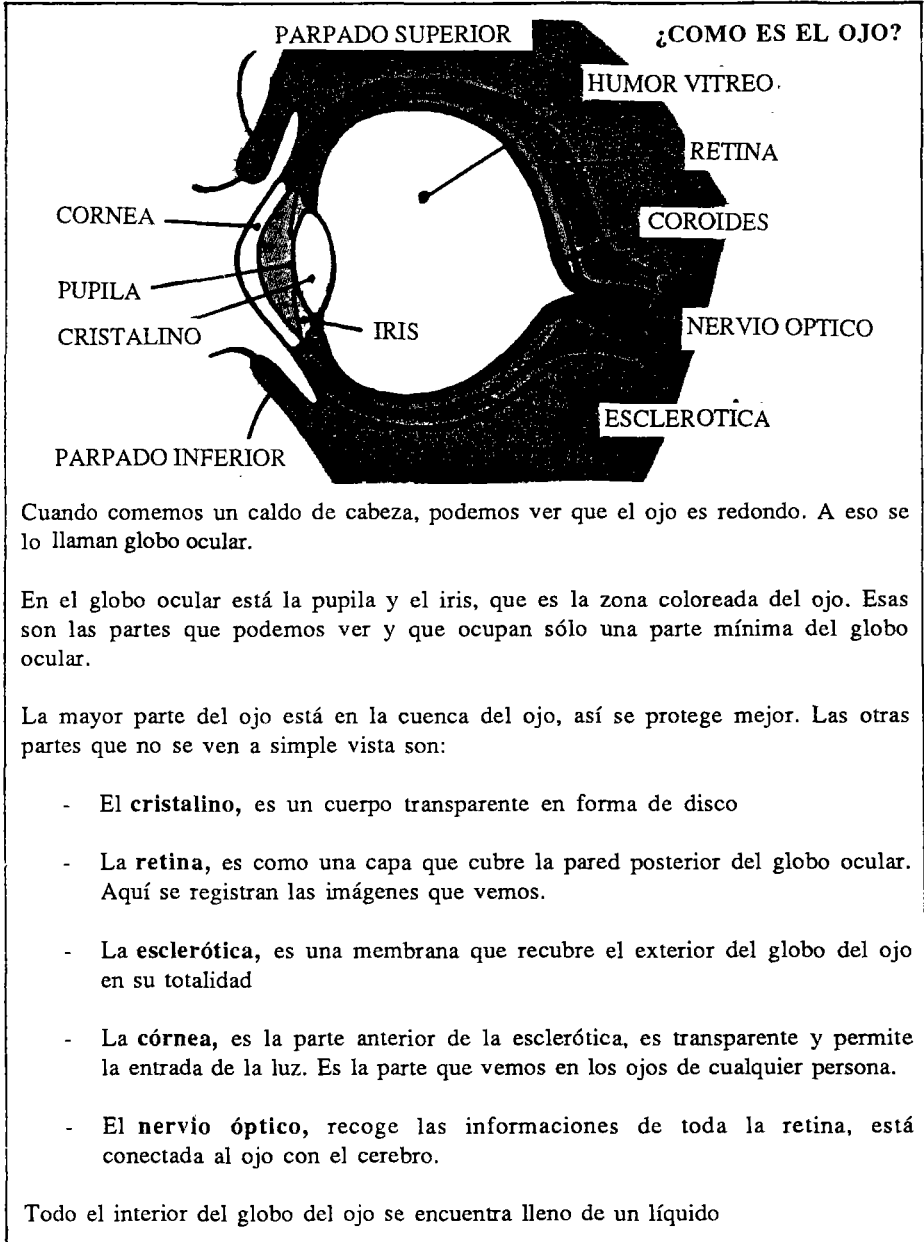 PARPADO SUPERIOR
¿COMO ES EL OJO?
HUMOR VITREO
RETINA
CORNEA
COROIDES
PUPILA
CRISTALINO
IRIS
NERVIO OPTICO
ESCLEROTICA
PARPADO INFERIOR
Cuando comemos un caldo de cabeza, podemos ver que el ojo es redondo. A eso se
lo llaman globo ocular.
En el globo ocular está la pupila y el iris, que es la zona coloreada del ojo. Esas
son las partes que podemos ver y que ocupan sólo una parte mínima del globo
ocular.
La mayor parte del ojo está en la cuenca del ojo, así se protege mejor. Las otras
partes que no se ven a simple vista son:
- El cristalino, es un cuerpo transparente en forma de disco
- La retina, es como una capa que cubre la pared posterior del globo ocular.
Aquí se registran las imágenes que vemos.
- La esclerótica, es una membrana que recubre el exterior del globo del ojo
en su totalidad
- La córnea, es la parte anterior de la esclerótica, es transparente y permite
la entrada de la luz. Es la parte que vemos en los ojos de cualquier persona.
- El nervio óptico, recoge las informaciones de toda la retina, está
conectada al ojo con el cerebro.
Todo el interior del globo del ojo se encuentra lleno de un líquido